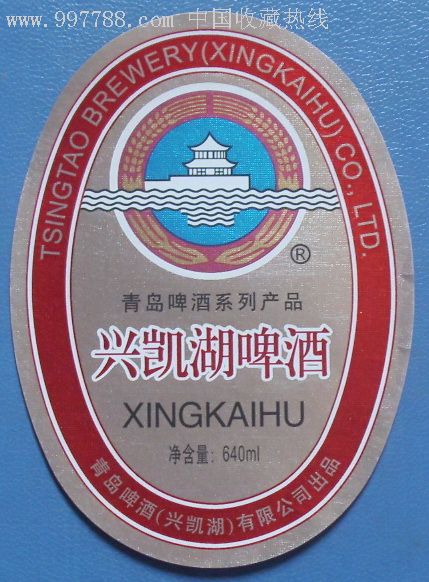 www.997788.com 中国收藏热线
TSINGTAO BREWERY(XINGKAIHU) CO., LTD.
®
青岛啤酒系列产品
兴凯湖啤酒
XINGKAIHU
净含量: 640ml
青岛啤酒(兴凯湖)有限公司出品